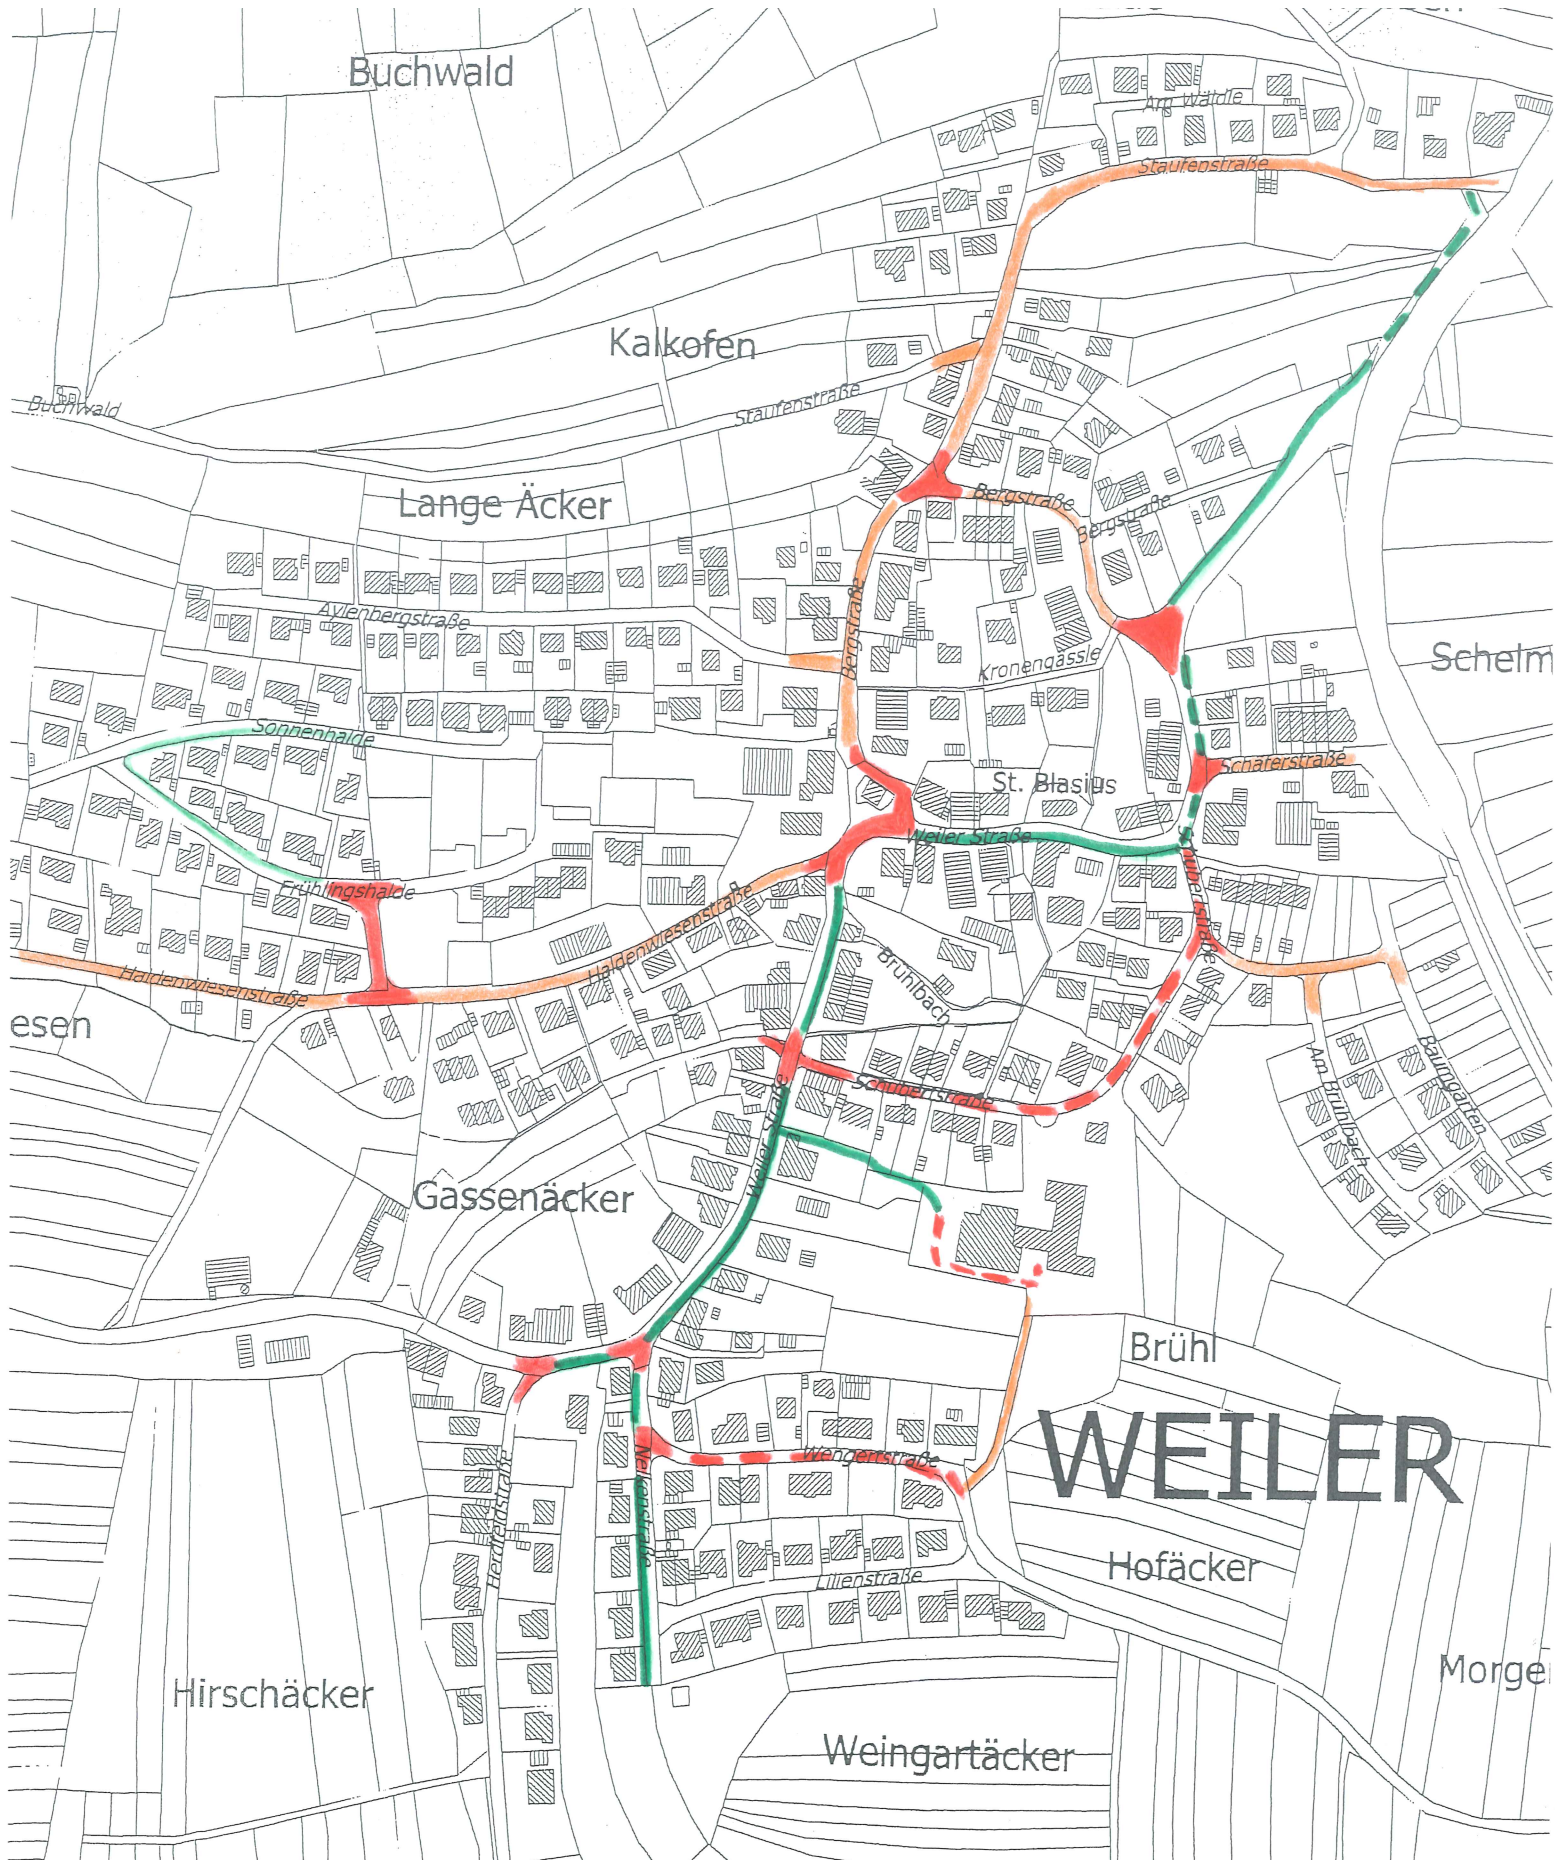 Buchwald
Am Wäldle
Staufenstraße
Kalkofen
Buchwald
Staufenstraße
Lange Äcker
Bergstraße
Bergstraße
Aylenbergstraße
Bergstraße
Kronengässle
Schelm
Sonnenhalde
Schäferstraße
St. Blasius
Weiler Straße
Schubertstraße
Frühlingshalde
Haldenwiesenstraße
Haldenwiesenstraße
Brühlbach
esen
Schubertstraße
Am Brühlbach
Baumgarten
Weiler Straße
Gassenäcker
Brühl
WEILER
Wengertstraße
Nelkenstraße
Herdfeldstraße
Hofäcker
Lilienstraße
Hirschäcker
Morge
Weingartäcker